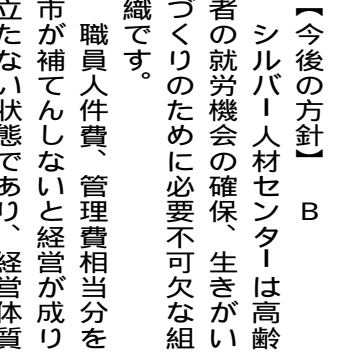 【今後の方針】　Ｂ
　シルバー人材センターは高齢
者の就労機会の確保、生きがい
づくりのために必要不可欠な組
織です。
　職員人件費、管理費相当分を
市が補てんしないと経営が成り
立たない状態であり、経営体質